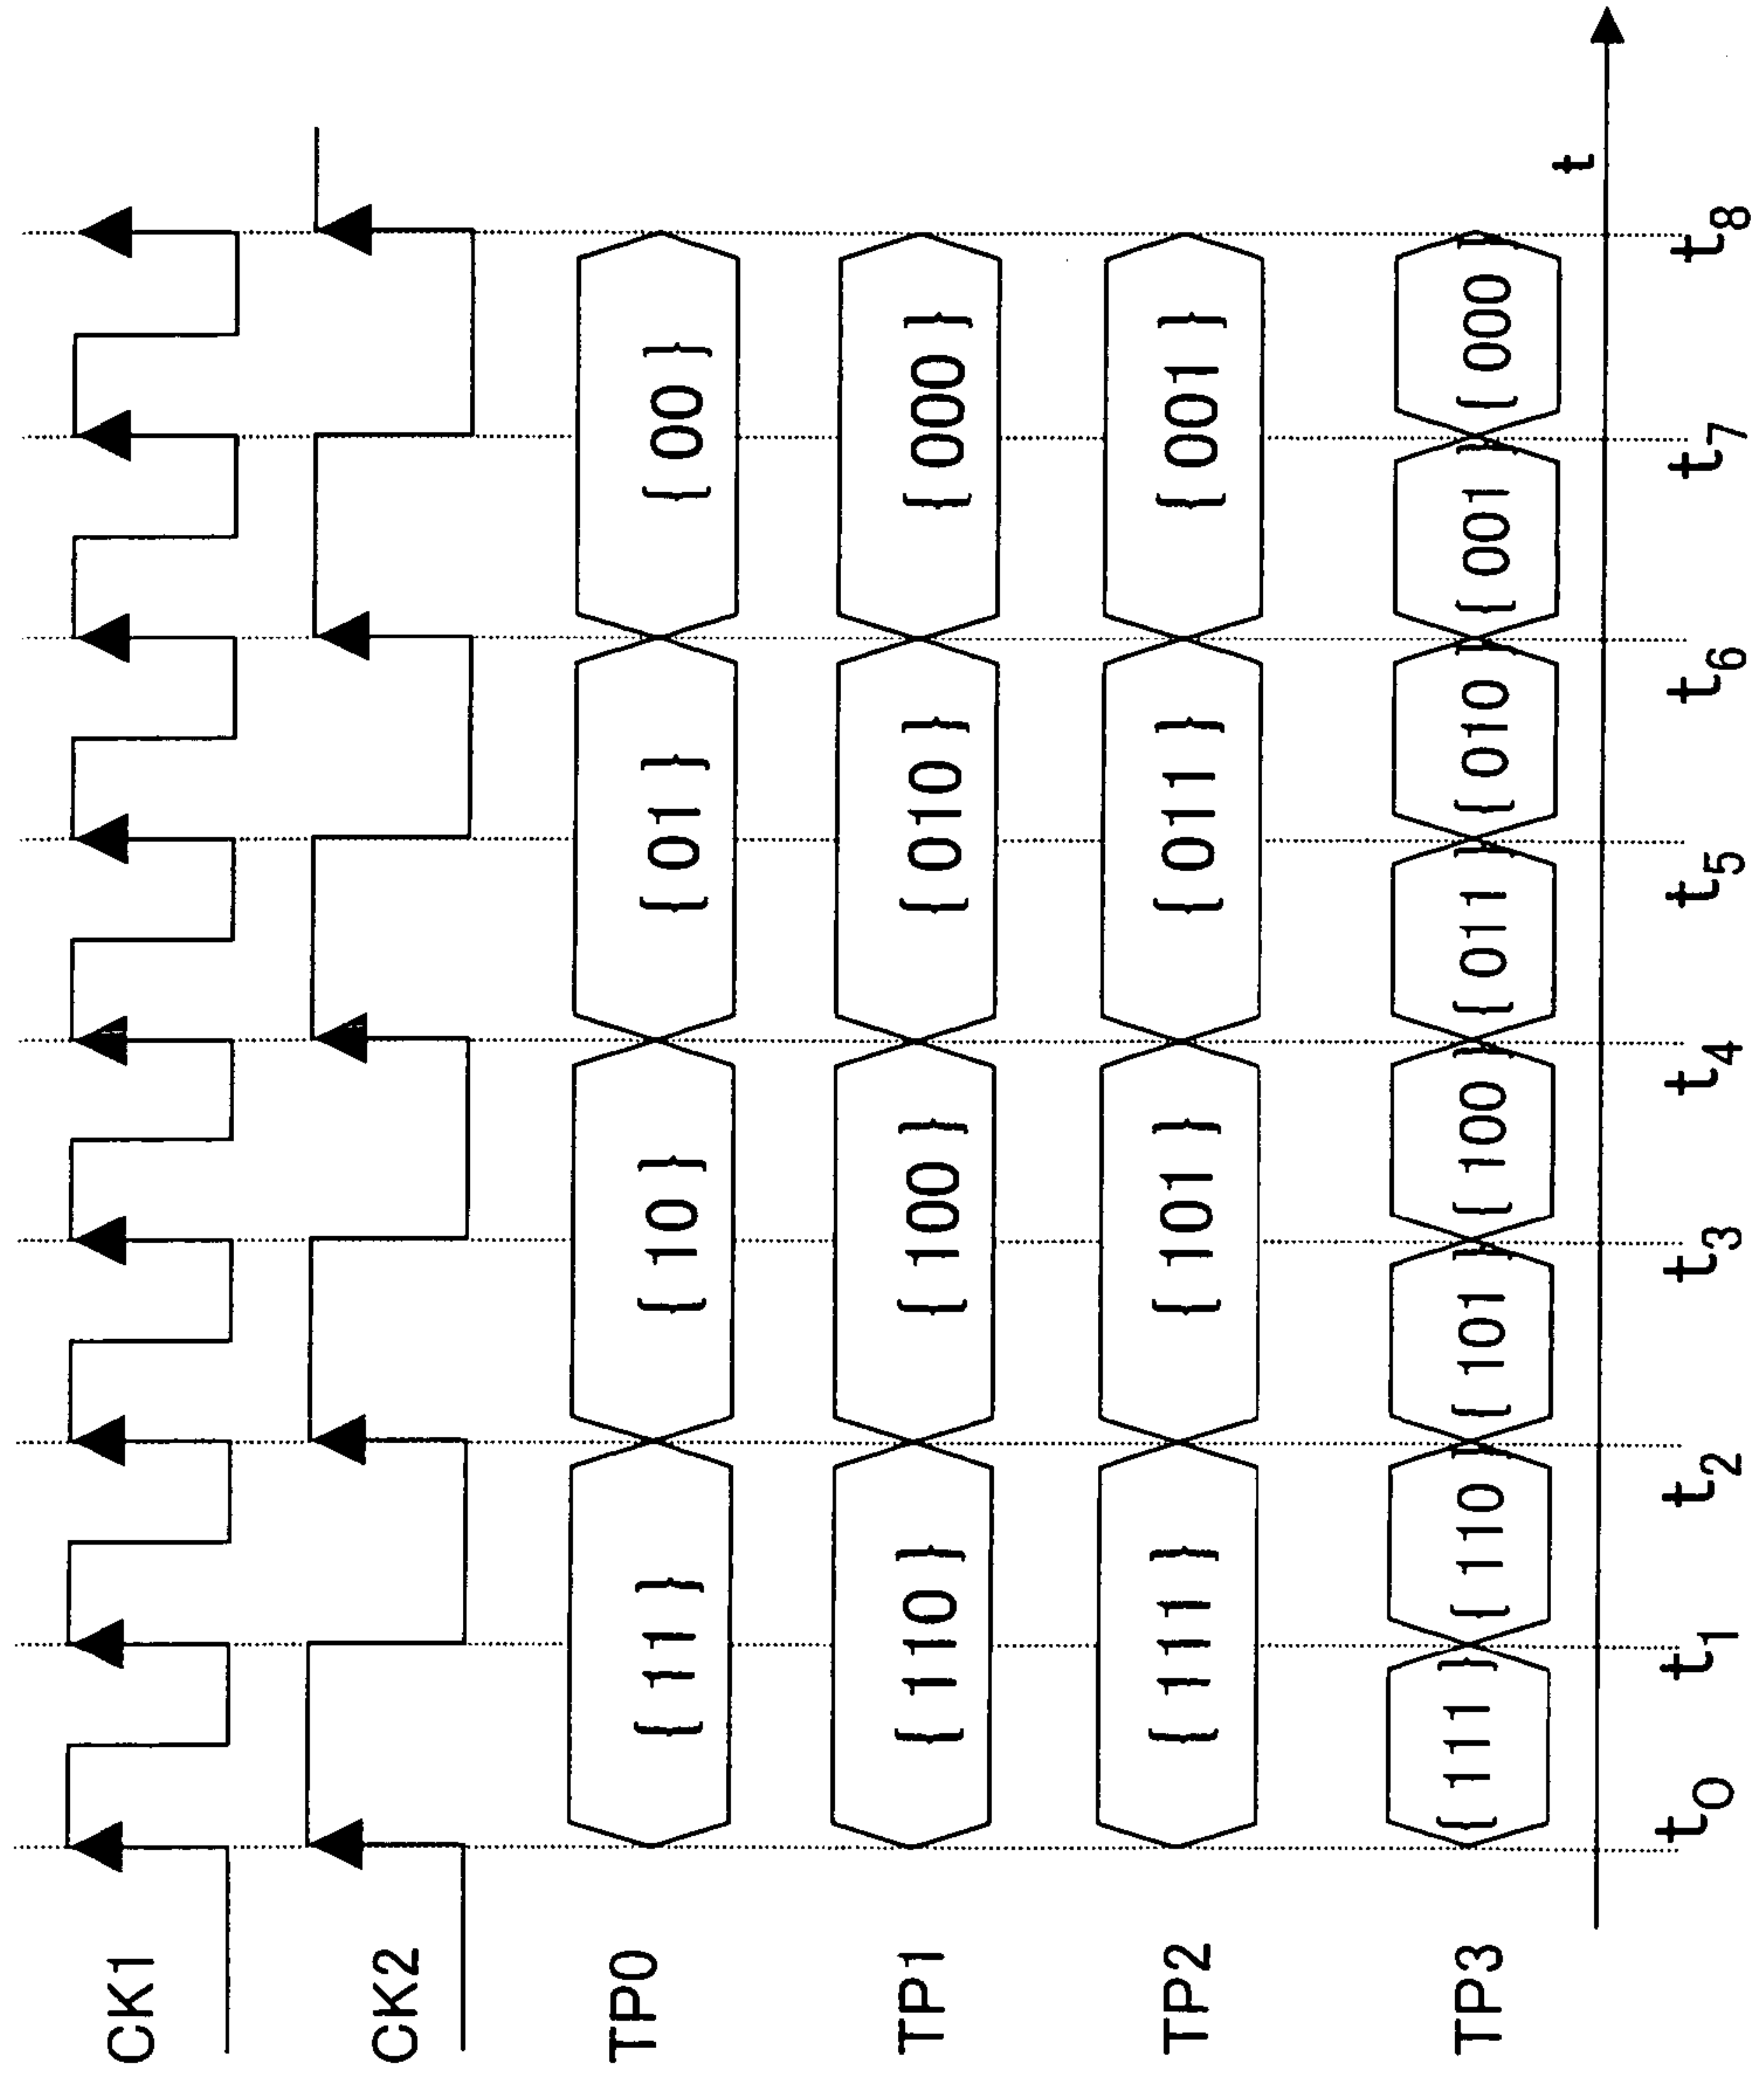 CK1
CK2
TP0 { 11 } { 10 } { 01 } { 00 }
TP1 { 110 } { 100 } { 010 } { 000 }
TP2 { 111 } { 101 } { 011 } { 001 }
TP3 { 111 } { 110 } { 101 } { 100 } { 011 } { 010 } { 001 } { 000 }
t
t0 t1 t2 t3 t4 t5 t6 t7 t8